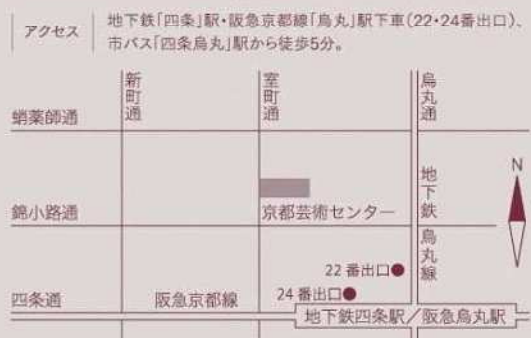 アクセス
地下鉄「四条」駅・阪急京都線「烏丸」駅下車(22・24番出口)、
市バス「四条烏丸」駅から徒歩5分。
新町通
室町通
烏丸通
蛸薬師通
地下鉄烏丸線
N
錦小路通
京都芸術センター
22番出口
四条通
阪急京都線
24番出口
地下鉄四条駅/阪急烏丸駅